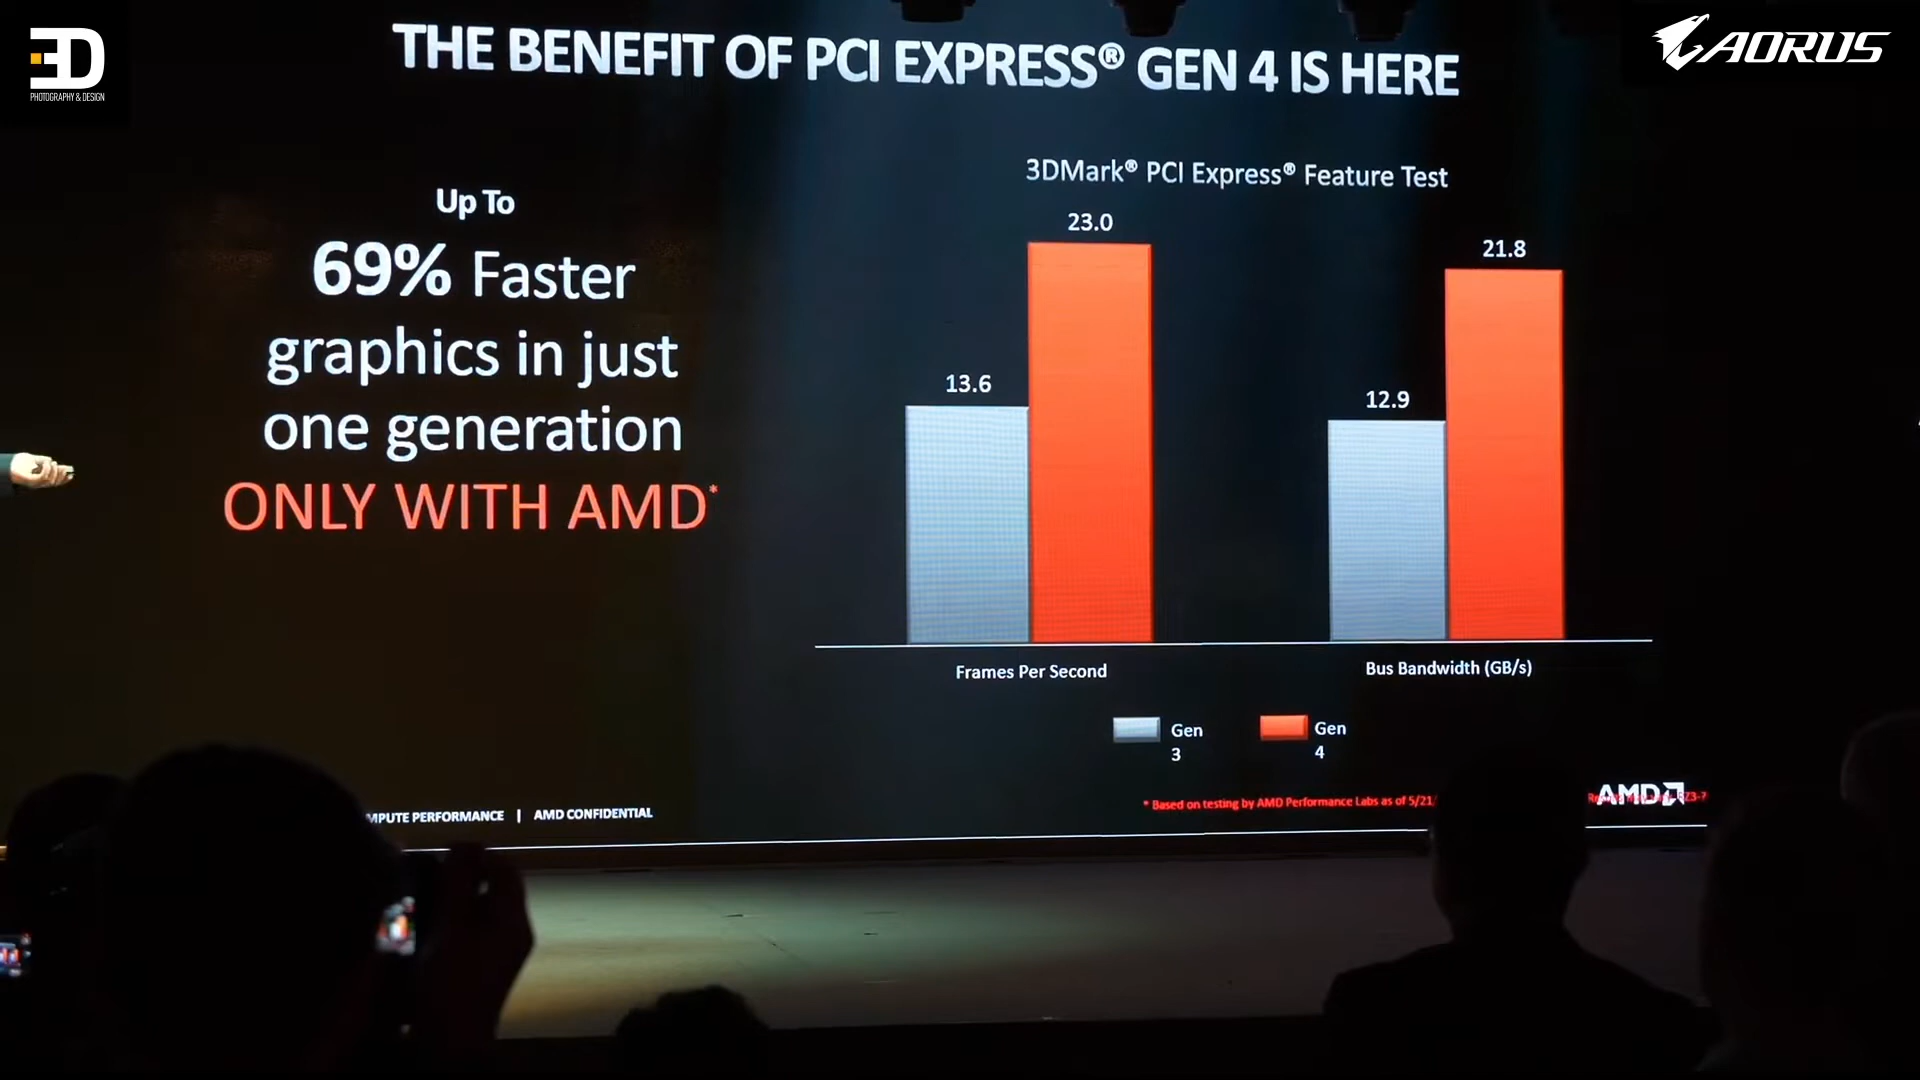 3D
PHOTOGRAPHY & DESIGN
AORUS
THE BENEFIT OF PCI EXPRESS® GEN 4 IS HERE
Up To
69% Faster
graphics in just
one generation
ONLY WITH AMD*
3DMark® PCI Express® Feature Test
23.0
21.8
13.6
12.9
Frames Per Second
Bus Bandwidth (GB/s)
Gen
3
Gen
4
* Based on testing by AMD Performance Labs as of 5/21
AMD
MPUTE PERFORMANCE | AMD CONFIDENTIAL